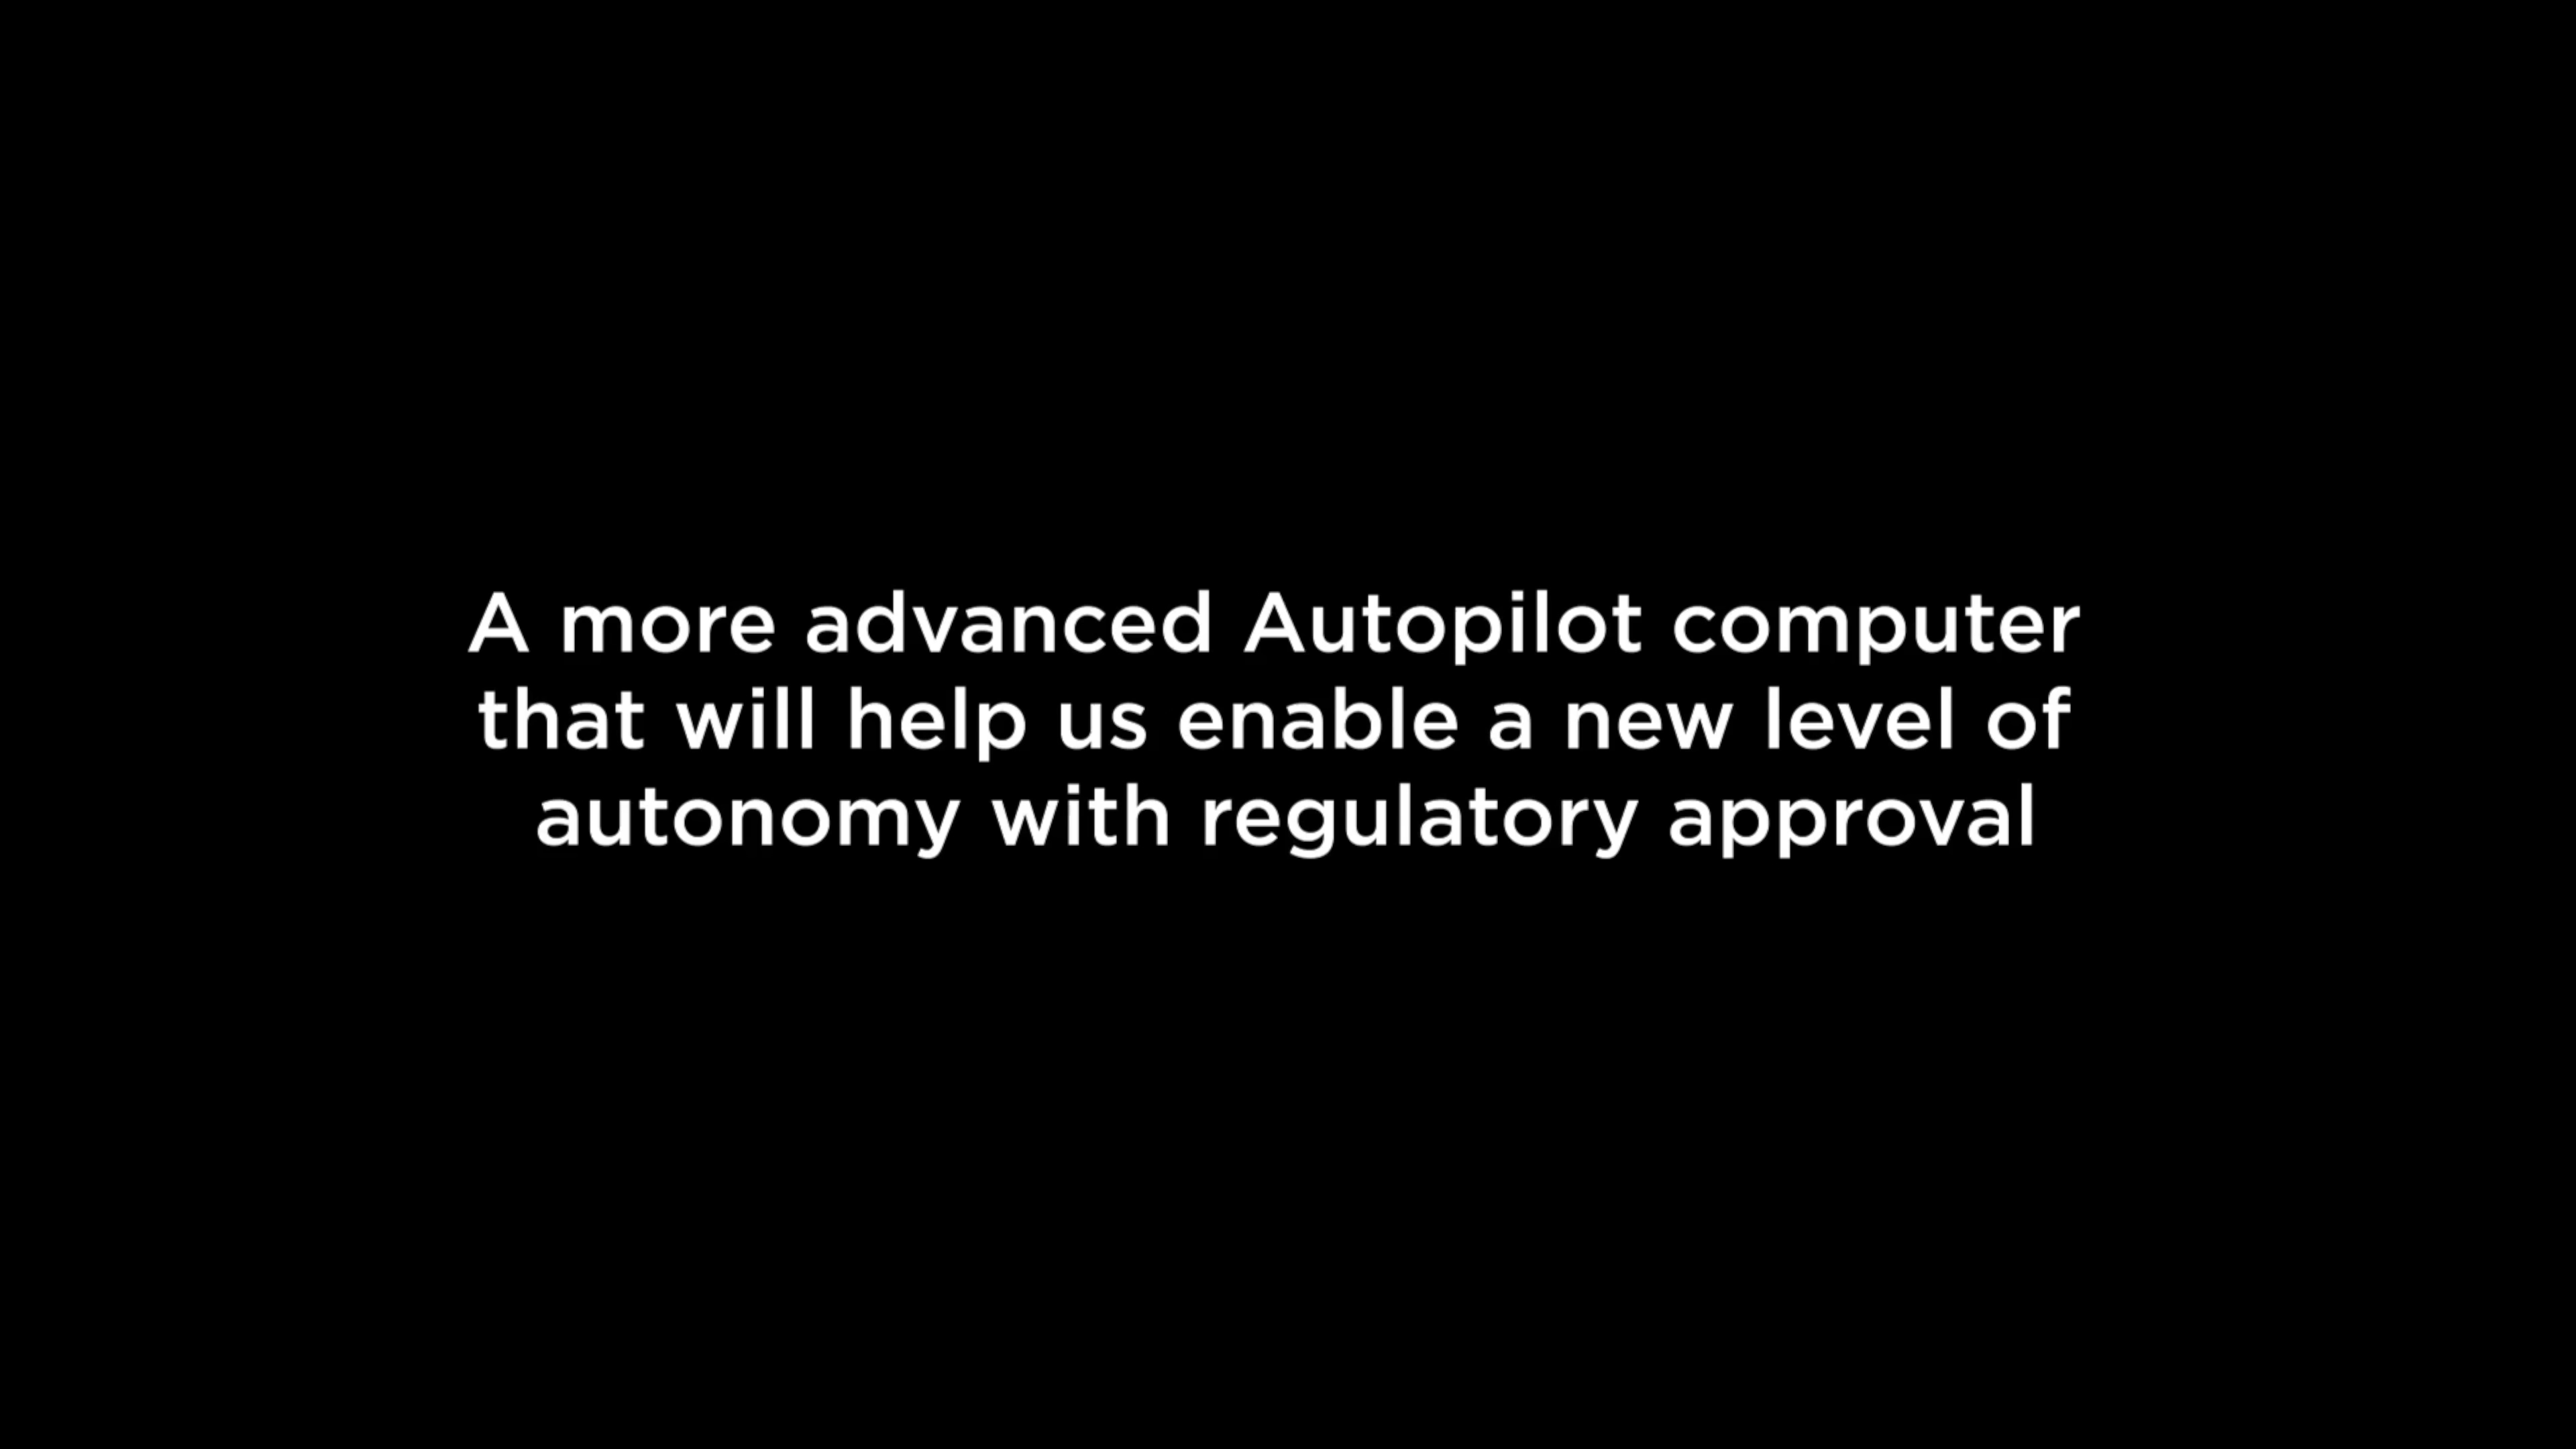 A more advanced Autopilot computer
that will help us enable a new level of
autonomy with regulatory approval